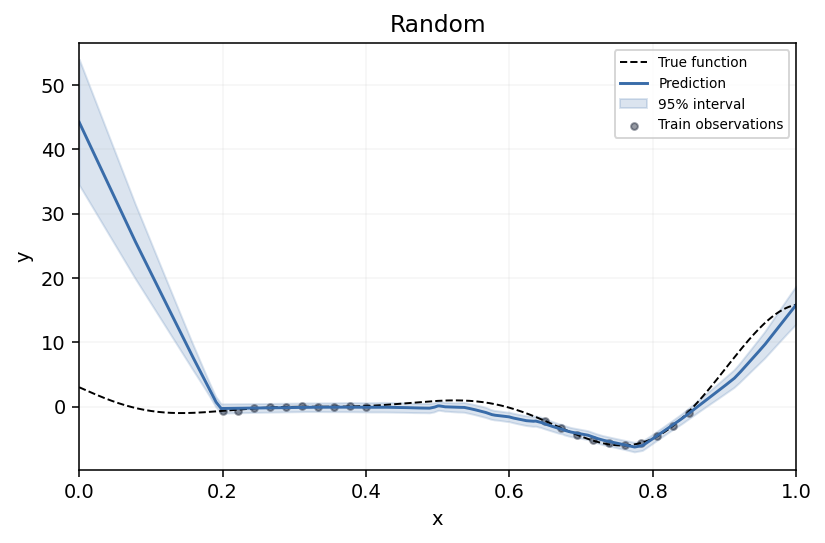 Random
True function
Prediction
95% interval
Train observations
50
40
30
20
10
0
y
0.0 0.2 0.4 0.6 0.8 1.0
x